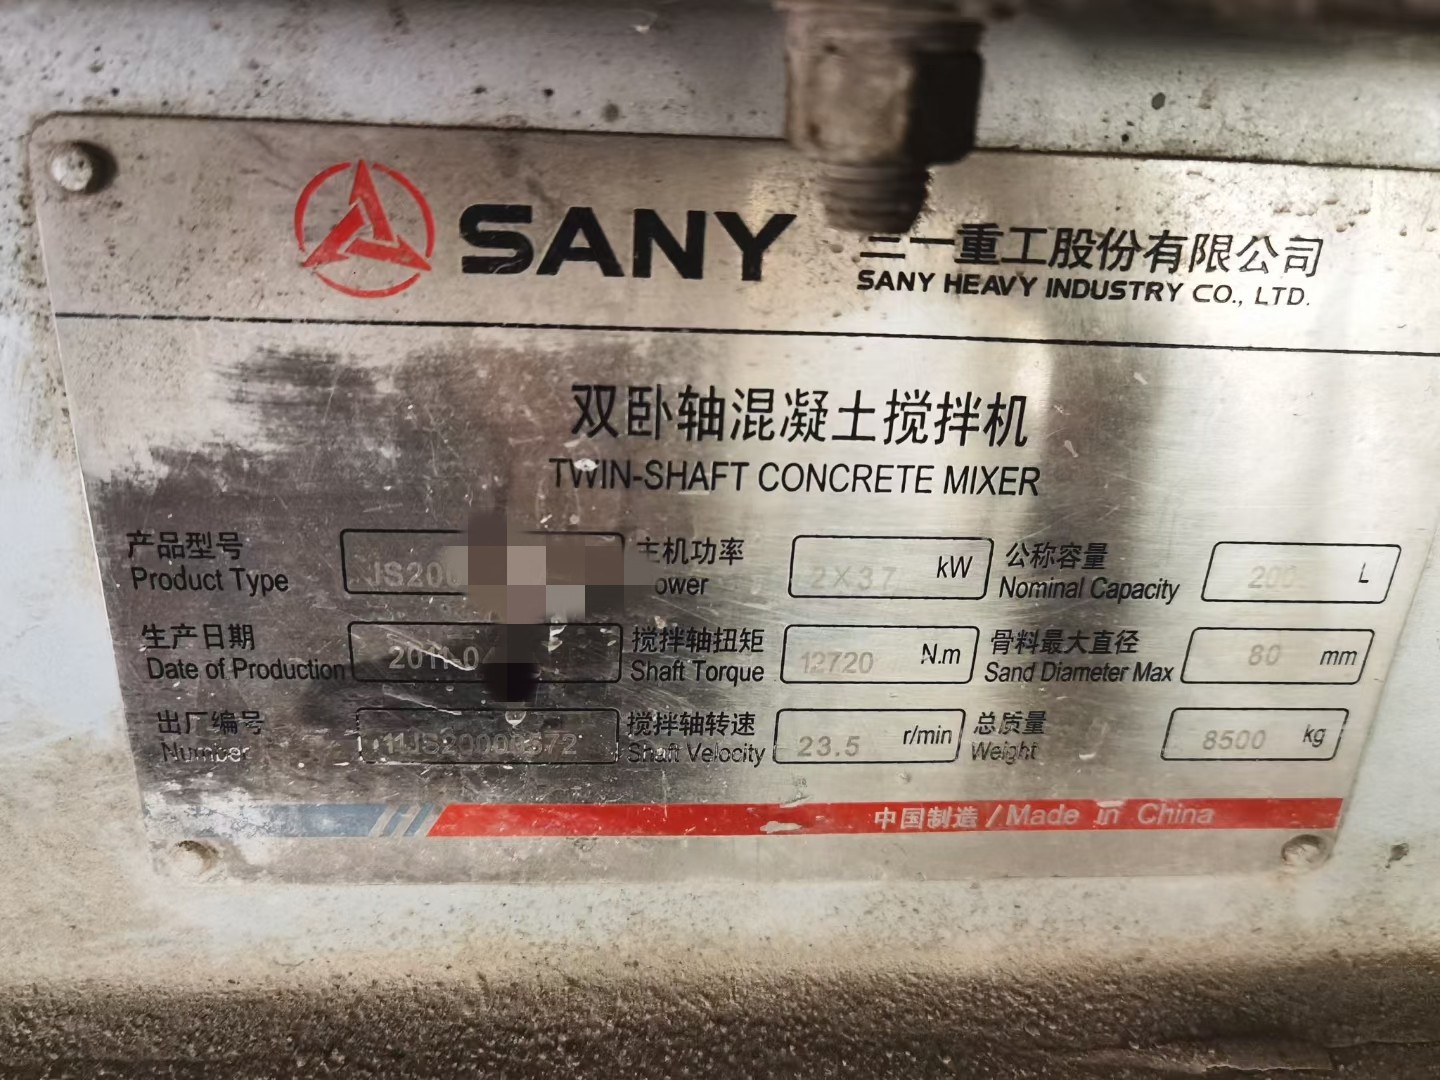 SANY
三一重工股份有限公司
SANY HEAVY INDUSTRY CO., LTD.
双卧轴混凝土搅拌机
TWIN-SHAFT CONCRETE MIXER
产品型号 主机功率 公称容量
Product Type JS200 ower 2×37 kW Nominal Capacity L
生产日期 搅拌轴扭矩 骨料最大直径
Date of Production Shaft Torque 12720 N.m Sand Diameter Max 80 mm
出厂编号 搅拌轴转速 总质量
Number Shaft Velocity 23.5 r/min Weight 8500 kg
中国制造/Made in China